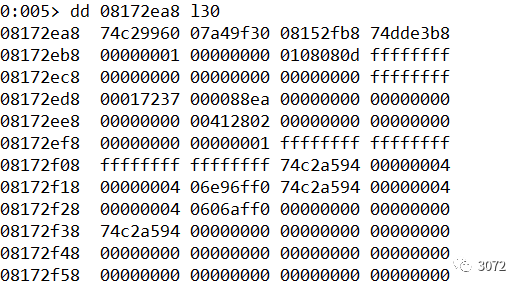 0:005> dd 08172ea8 l30
08172ea8  74c29960 07a49f30 08152fb8 74dde3b8
08172eb8  00000001 00000000 0108080d ffffffff
08172ec8  00000000 00000000 00000000 ffffffff
08172ed8  00017237 000088ea 00000000 00000000
08172ee8  00000000 00412802 00000000 00000000
08172ef8  00000000 00000001 ffffffff ffffffff
08172f08  ffffffff ffffffff 74c2a594 00000004
08172f18  00000004 06e96ff0 74c2a594 00000004
08172f28  00000004 0606aff0 00000000 00000000
08172f38  74c2a594 00000000 00000000 00000000
08172f48  00000000 00000000 00000000 00000000
08172f58  00000000 00000000 00000000 00000000
3072